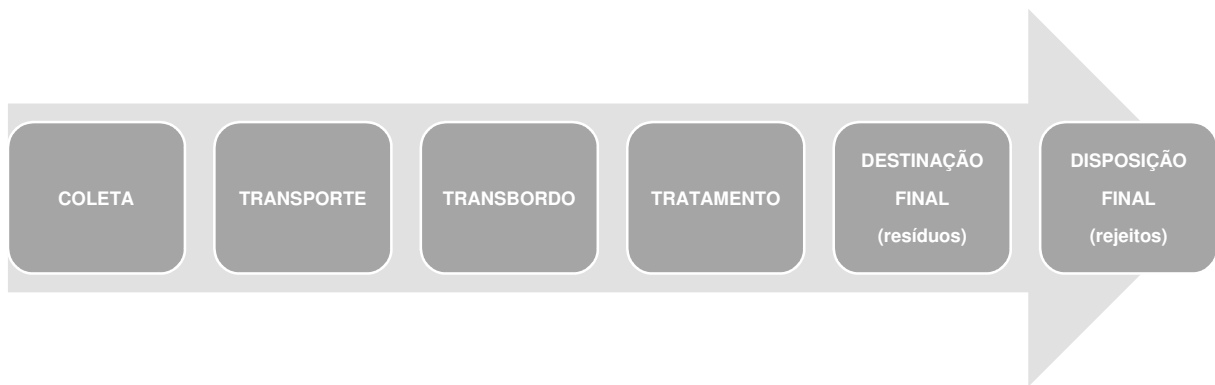 COLETA
TRANSPORTE
TRANSBORDO
TRATAMENTO
DESTINAÇÃO
FINAL
(resíduos)
DISPOSIÇÃO
FINAL
(rejeitos)